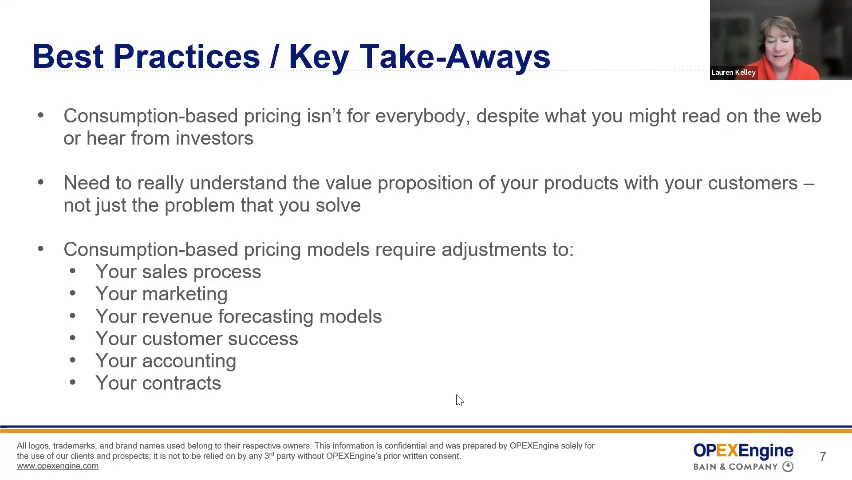 Best Practices / Key Take-Aways
Lauren Kelley
• Consumption-based pricing isn't for everybody, despite what you might read on the web
or hear from investors
• Need to really understand the value proposition of your products with your customers –
not just the problem that you solve
• Consumption-based pricing models require adjustments to:
• Your sales process
• Your marketing
• Your revenue forecasting models
• Your customer success
• Your accounting
• Your contracts
All logos, trademarks, and brand names used belong to their respective owners. This information is confidential and was prepared by OPEXEngine solely for
the use of our clients and prospects; it is not to be relied on by any 3rd party without OPEXEngine's prior written consent.
www.opexengine.com
OPEXEngine
BAIN & COMPANY
7